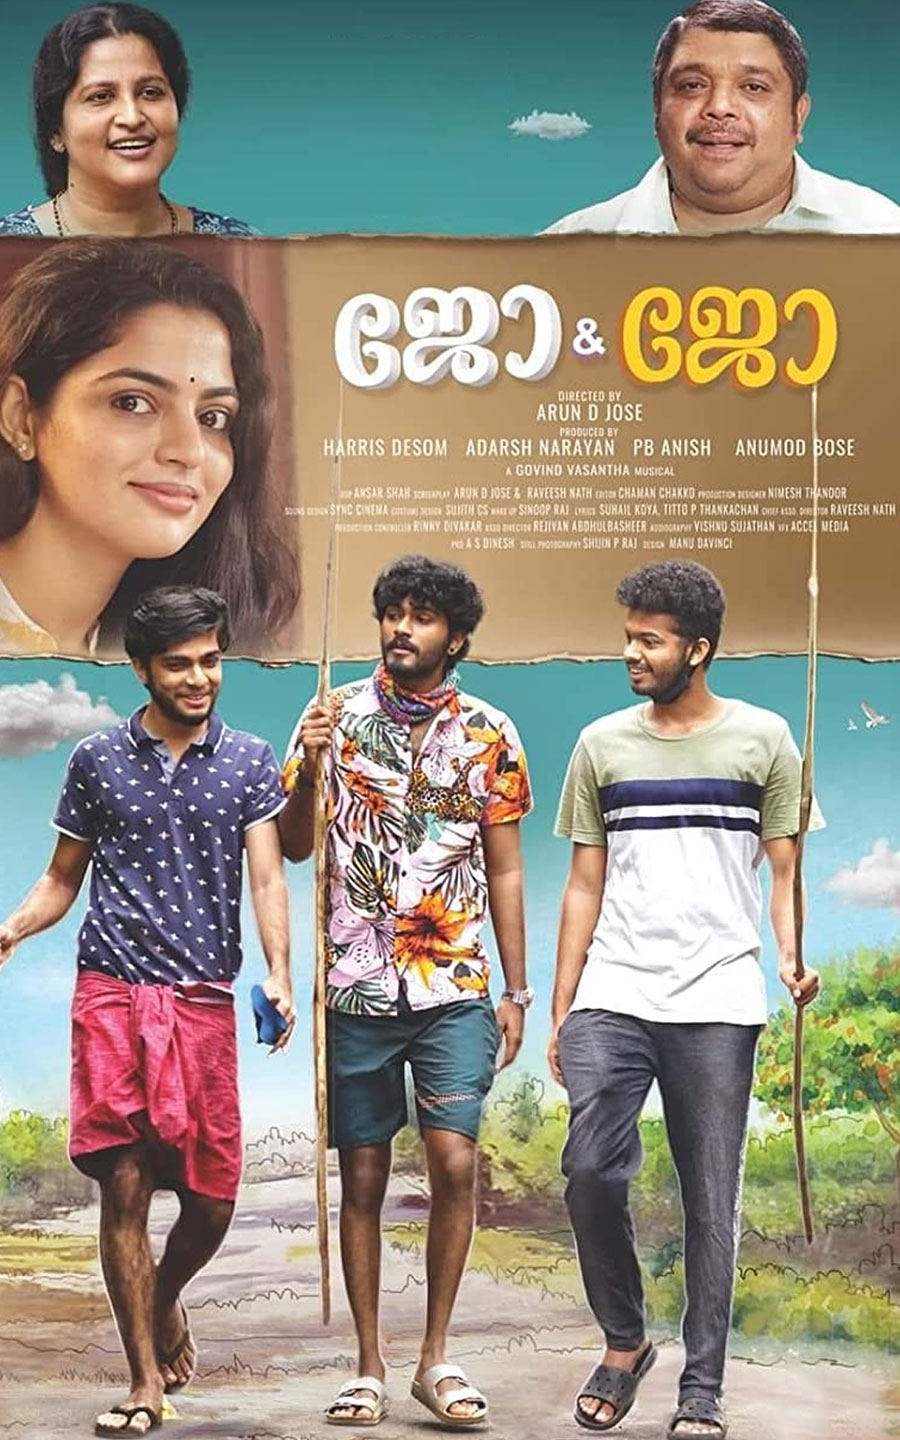 ജോ & ജോ
DIRECTED BY
ARUN D JOSE
PRODUCED BY
HARRIS DESOM ADARSH NARAYAN PB ANISH ANUMOD BOSE
A GOVIND VASANTHA MUSICAL
DOP ANSAR SHAH SCREENPLAY ARUN D JOSE & RAVEESH NATH EDITOR CHAMAN CHAKKO PRODUCTION DESIGNER NIMESH THANOOR
SOUND DESIGN SYNC CINEMA COSTUME DESIGN SUJITH CS MAKE UP SINOOP RAJ LYRICS SUHAIL KOYA, TITTO P THANKACHAN CHIEF ASSO. DIRECTOR RAVEESH NATH
PRODUCTION CONTROLLER RINNY DIVAKAR ASSO DIRECTOR REJIVAN ABDHULBASHEER AUDIOGRAPHY VISHNU SUJATHAN VFX ACCEL MEDIA
PRO A S DINESH STILL PHOTOGRAPHY SHIJIN P RAJ DESIGN MANU DAVINCI